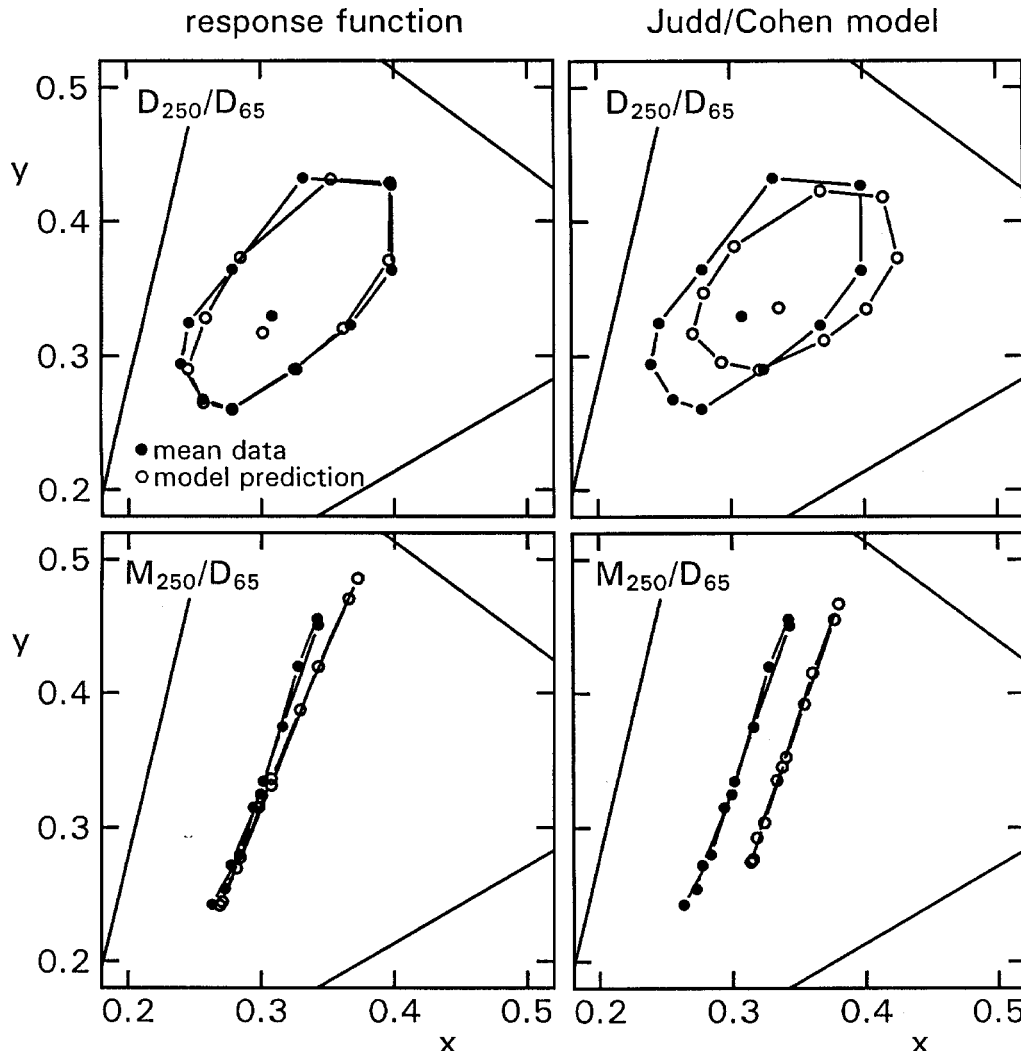 response function
Judd/Cohen model
0.5
D₂₅₀/D₆₅
D₂₅₀/D₆₅
y
0.4
0.3
mean data
model prediction
0.2
0.5
M₂₅₀/D₆₅
M₂₅₀/D₆₅
y
0.4
0.3
0.2
0.2 0.3 0.4 0.5 0.2 0.3 0.4 0.5
x x